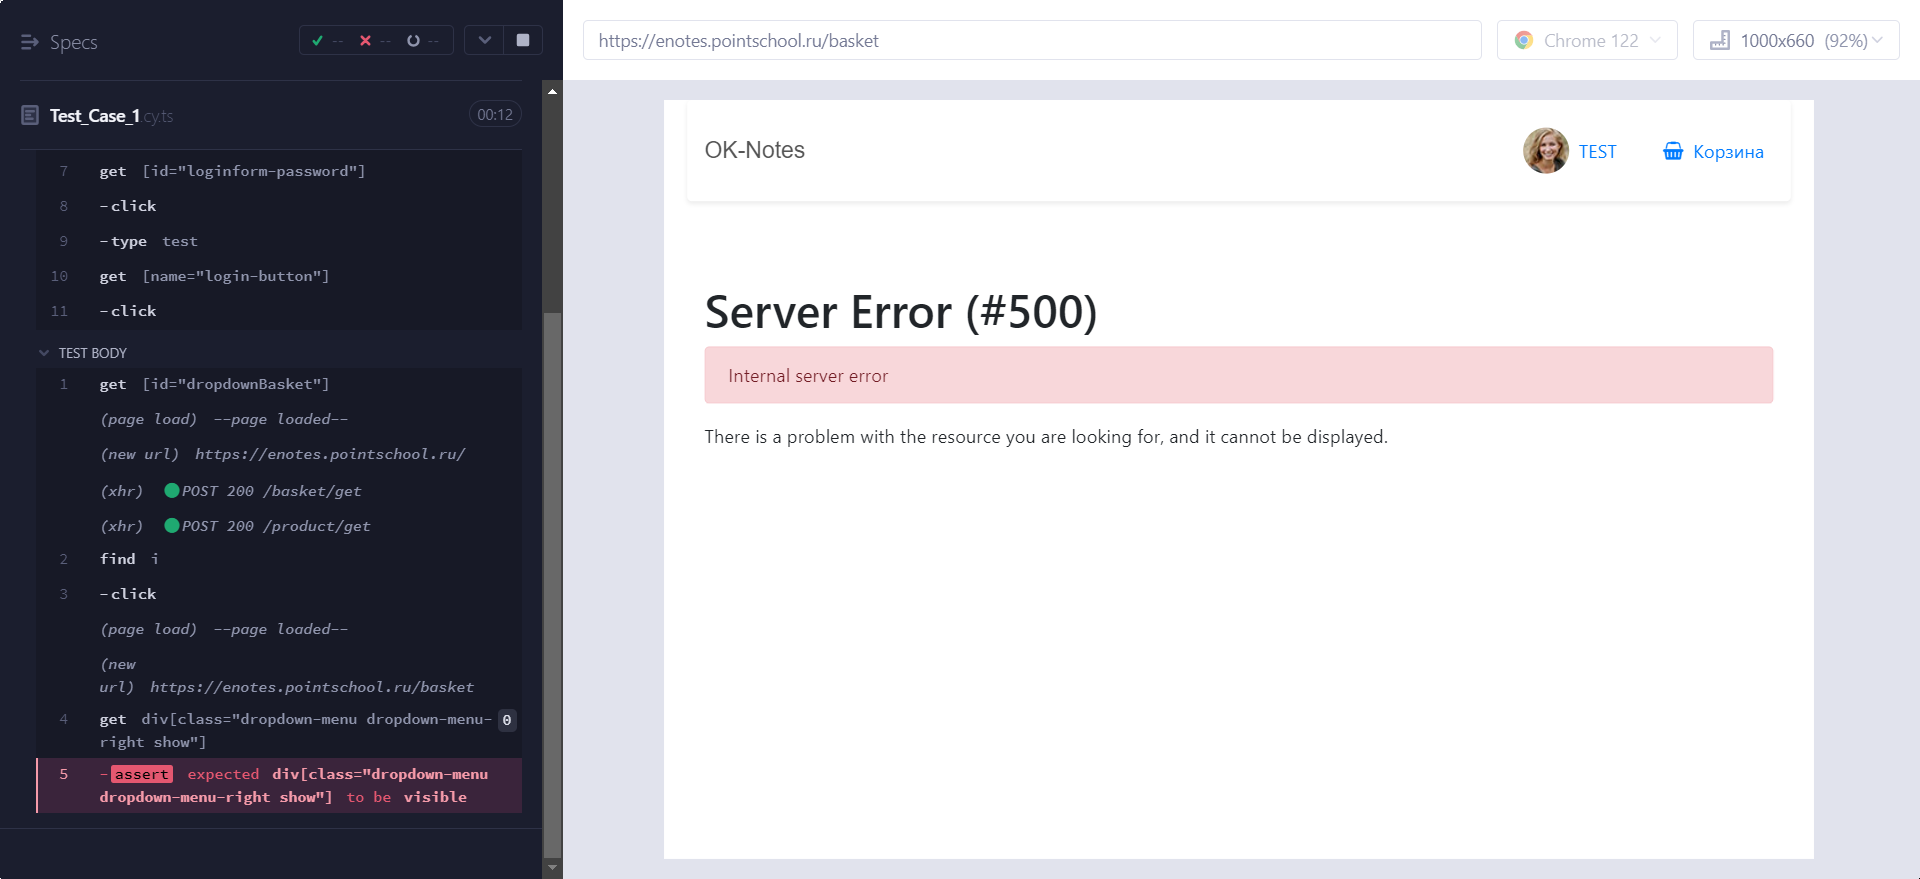 Specs
--
--
--
Test_Case_1.cy.ts
00:12
7 get [id="loginform-password"]
8 -click
9 -type test
10 get [name="login-button"]
11 -click
TEST BODY
1 get [id="dropdownBasket"]
(page load) --page loaded--
(new url) https://enotes.pointschool.ru/
(xhr) POST 200 /basket/get
(xhr) POST 200 /product/get
2 find i
3 -click
(page load) --page loaded--
(new
url) https://enotes.pointschool.ru/basket
4 get div[class="dropdown-menu dropdown-menu- 0
right show"]
5 -assert expected div[class="dropdown-menu
dropdown-menu-right show"] to be visible
https://enotes.pointschool.ru/basket
Chrome 122
1000x660 (92%)
OK-Notes
TEST
Корзина
Server Error (#500)
Internal server error
There is a problem with the resource you are looking for, and it cannot be displayed.